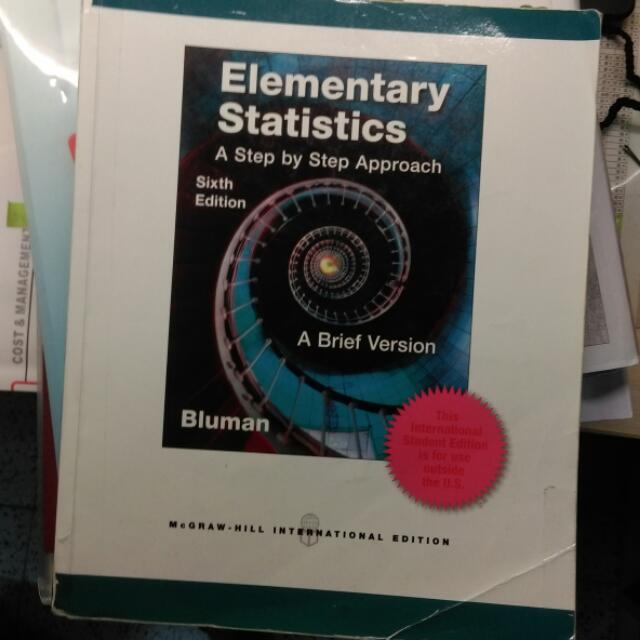 Elementary
Statistics
A Step by Step Approach
Sixth
Edition
A Brief Version
Bluman
This
International
Student Edition
is for use
outside
the U.S.
McGRAW-HILL INTERNATIONAL EDITION
COST & MANAGEMENT